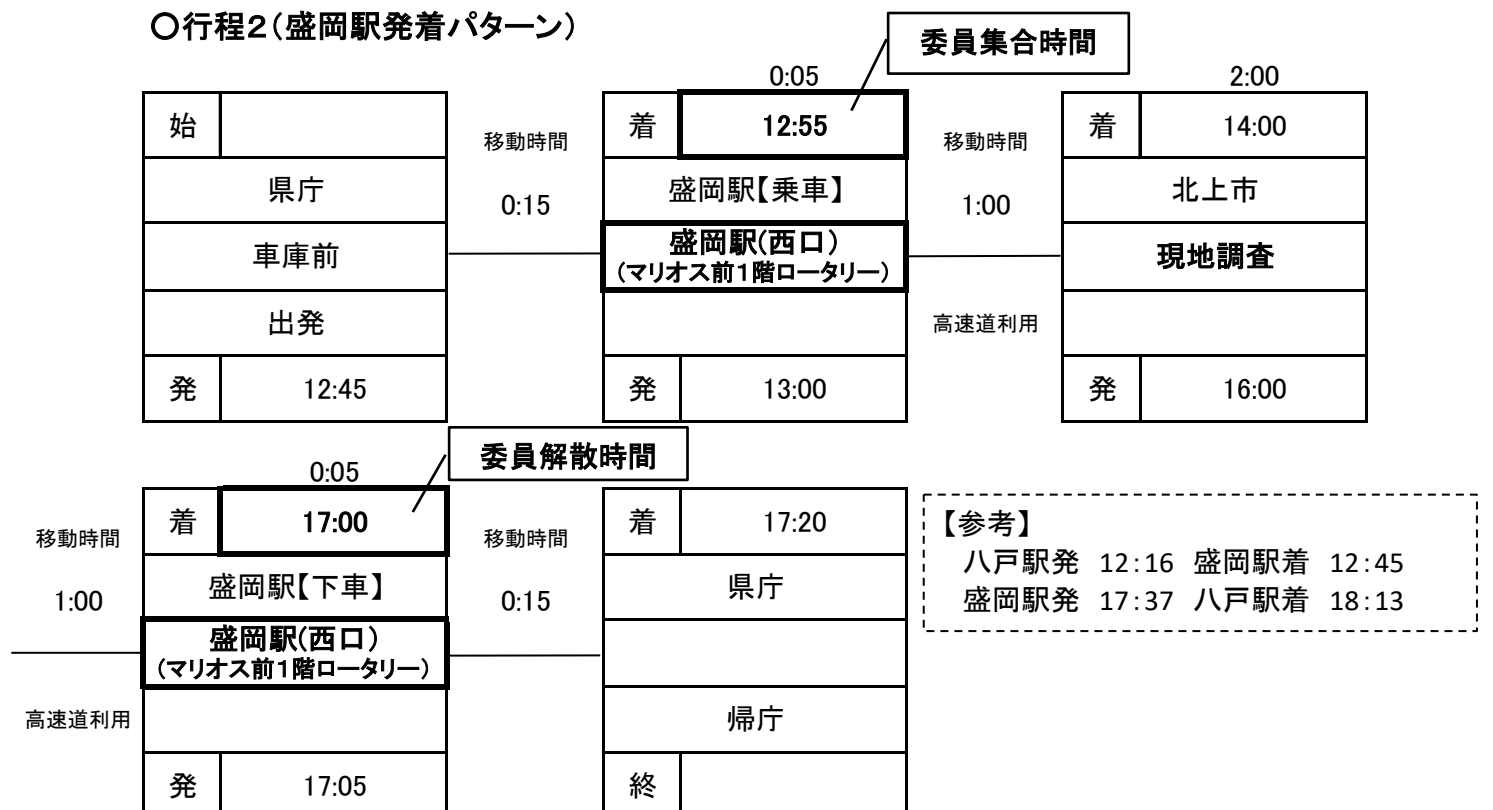 ○行程2(盛岡駅発着パターン)
委員集合時間
0:05
2:00
始
県庁
車庫前
出発
発 12:45
移動時間
0:15
着 12:55
盛岡駅【乗車】
盛岡駅(西口)
(マリオス前1階ロータリー)
発 13:00
移動時間
1:00
高速道利用
着 14:00
北上市
現地調査
発 16:00
委員解散時間
0:05
移動時間
1:00
高速道利用
着 17:00
盛岡駅【下車】
盛岡駅(西口)
(マリオス前1階ロータリー)
発 17:05
移動時間
0:15
着 17:20
県庁
帰庁
終
【参考】
八戸駅発 12:16 盛岡駅着 12:45
盛岡駅発 17:37 八戸駅着 18:13